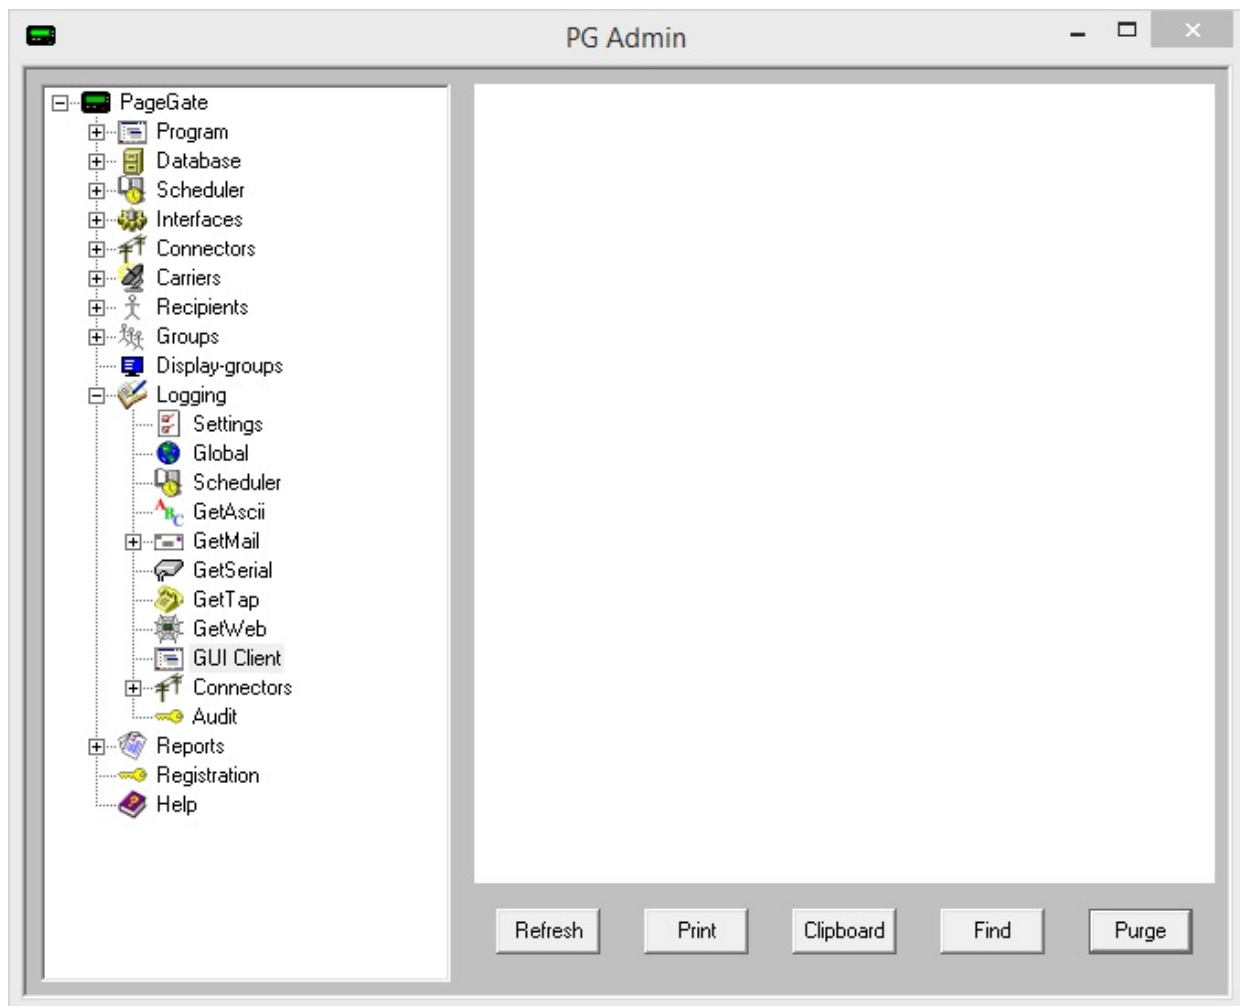 PG Admin
PageGate
Program
Database
Scheduler
Interfaces
Connectors
Carriers
Recipients
Groups
Display-groups
Logging
Settings
Global
Scheduler
GetAscii
GetMail
GetSerial
GetTap
GetWeb
GUI Client
Connectors
Audit
Reports
Registration
Help
Refresh Print Clipboard Find Purge